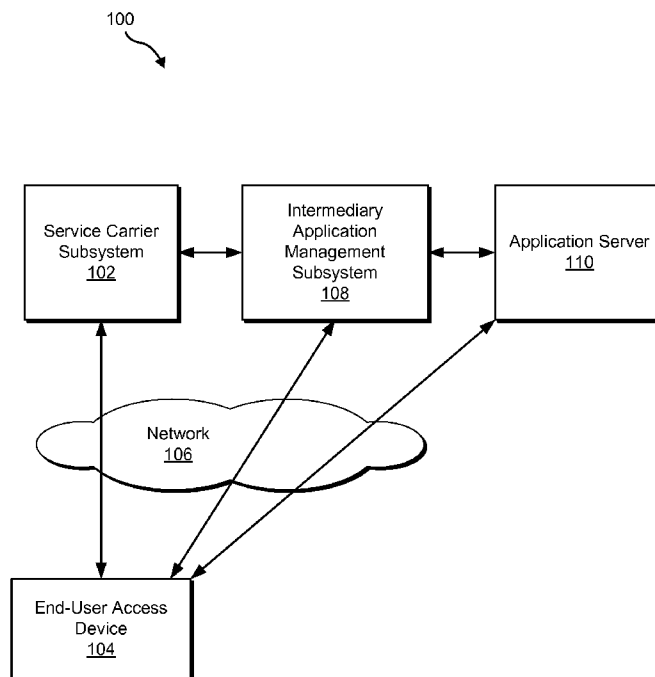 100
Service Carrier
Subsystem
102
Intermediary
Application
Management
Subsystem
108
Application Server
110
Network
106
End-User Access
Device
104